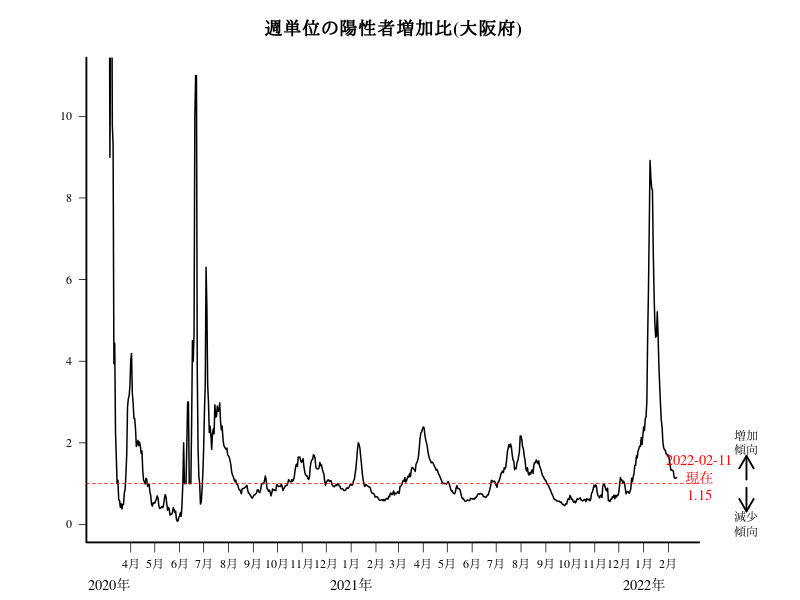 週単位の陽性者増加比(大阪府)
10
8
6
4
2
0
増加
傾向
2022-02-11
現在
1.15
減少
傾向
4月 5月 6月 7月 8月 9月 10月 11月 12月 1月 2月 3月 4月 5月 6月 7月 8月 9月 10月 11月 12月 1月 2月
2020年 2021年 2022年